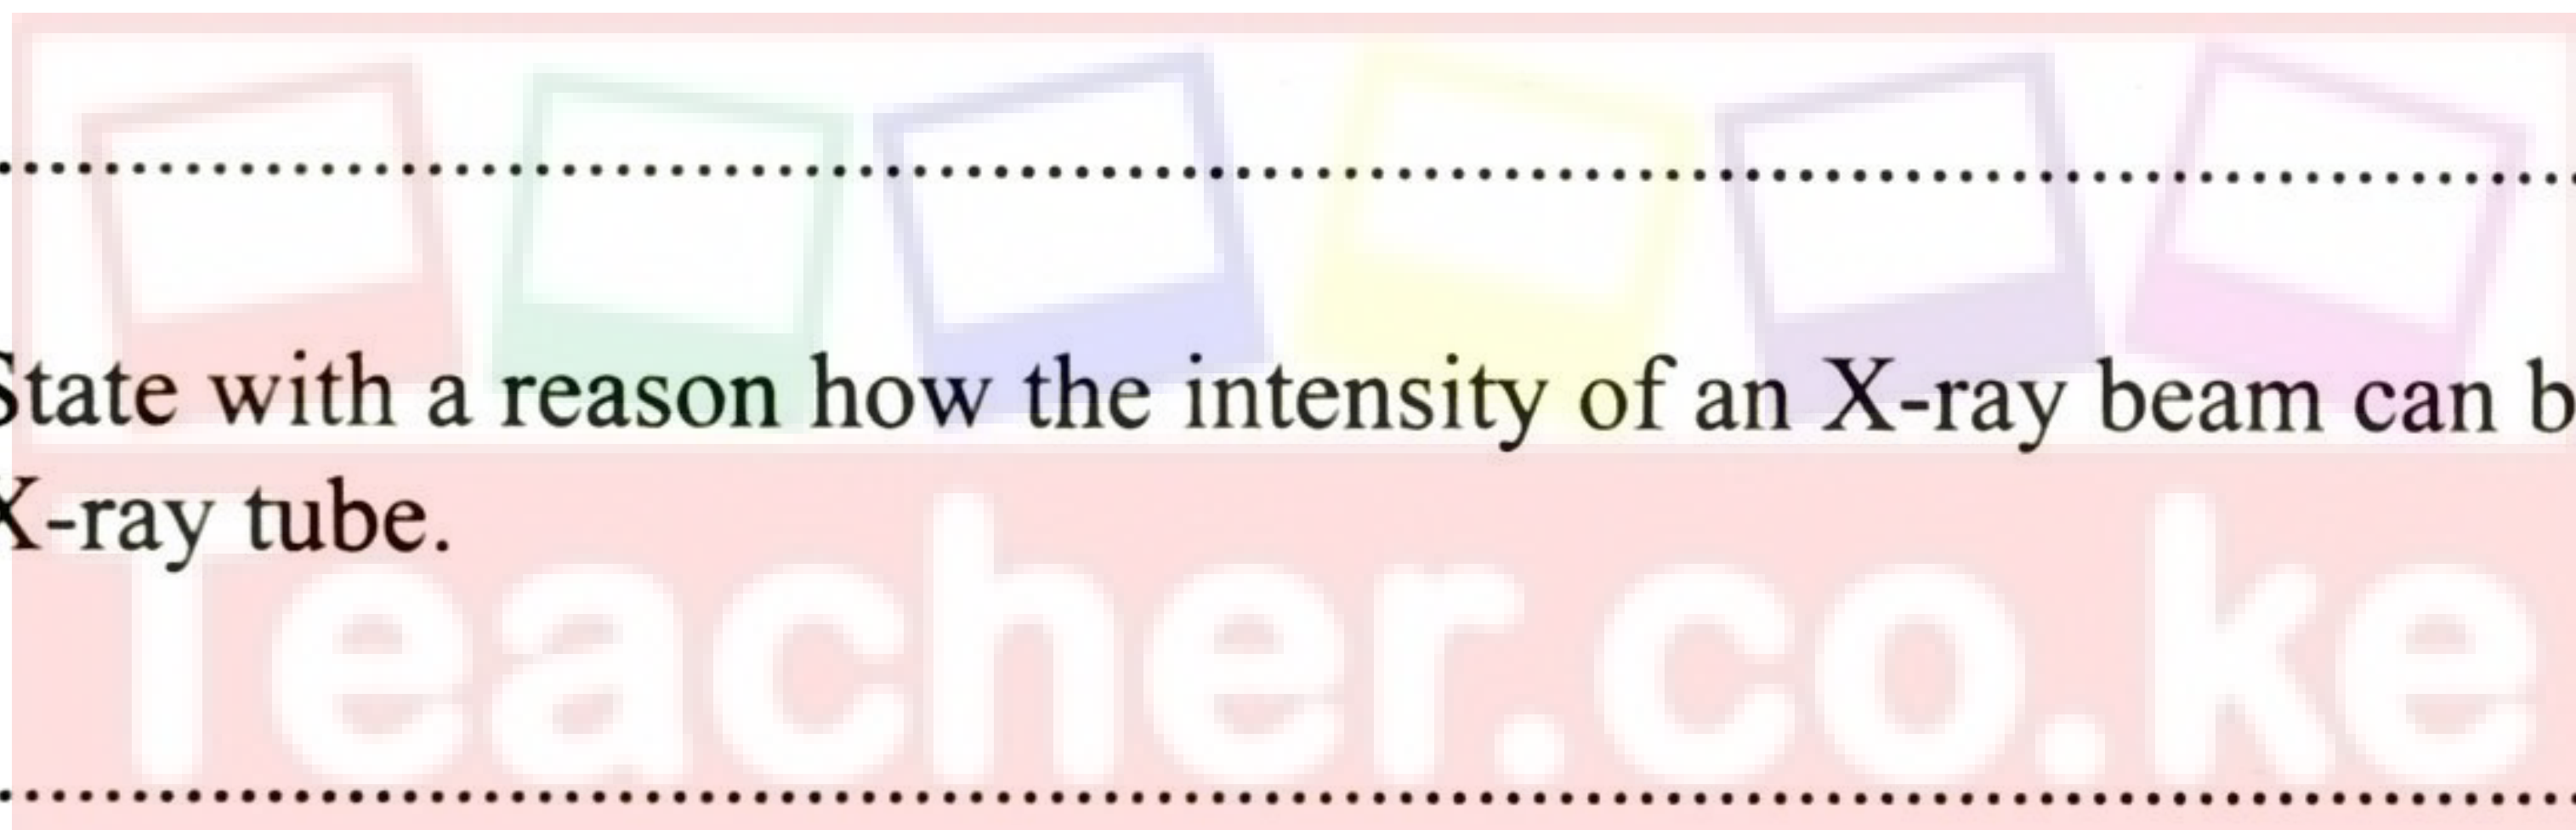 State with a reason how the intensity of an X-ray beam can b
X-ray tube.
Teacher.co.ke